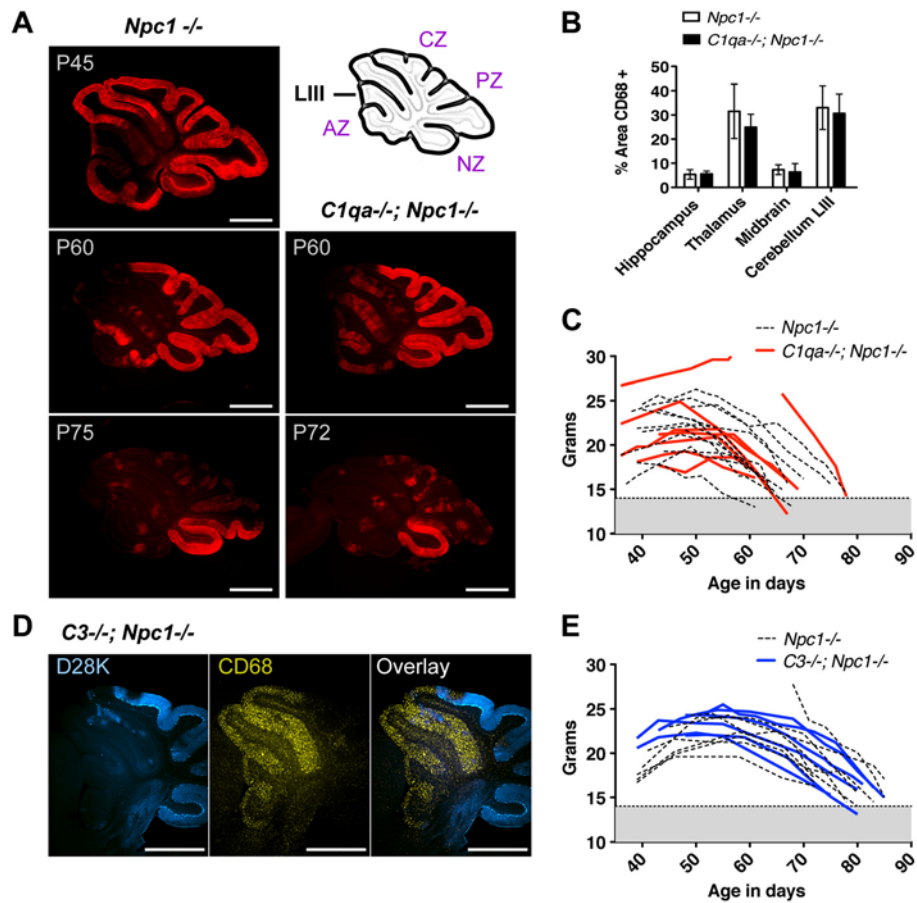 A
Npc1 -/-
P45
LIII
CZ
PZ
AZ
NZ
C1qa-/-; Npc1-/-
P60
P60
P75
P72
B
Npc1-/-
C1qa-/-; Npc1-/-
% Area CD68 +
50
40
30
20
10
0
Hippocampus
Thalamus
Midbrain
Cerebellum LIII
C
Npc1-/-
C1qa-/-; Npc1-/-
Grams
30
25
20
15
10
40 50 60 70 80 90
Age in days
D
C3-/-; Npc1-/-
D28K
CD68
Overlay
E
Npc1-/-
C3-/-; Npc1-/-
Grams
30
25
20
15
10
40 50 60 70 80 90
Age in days